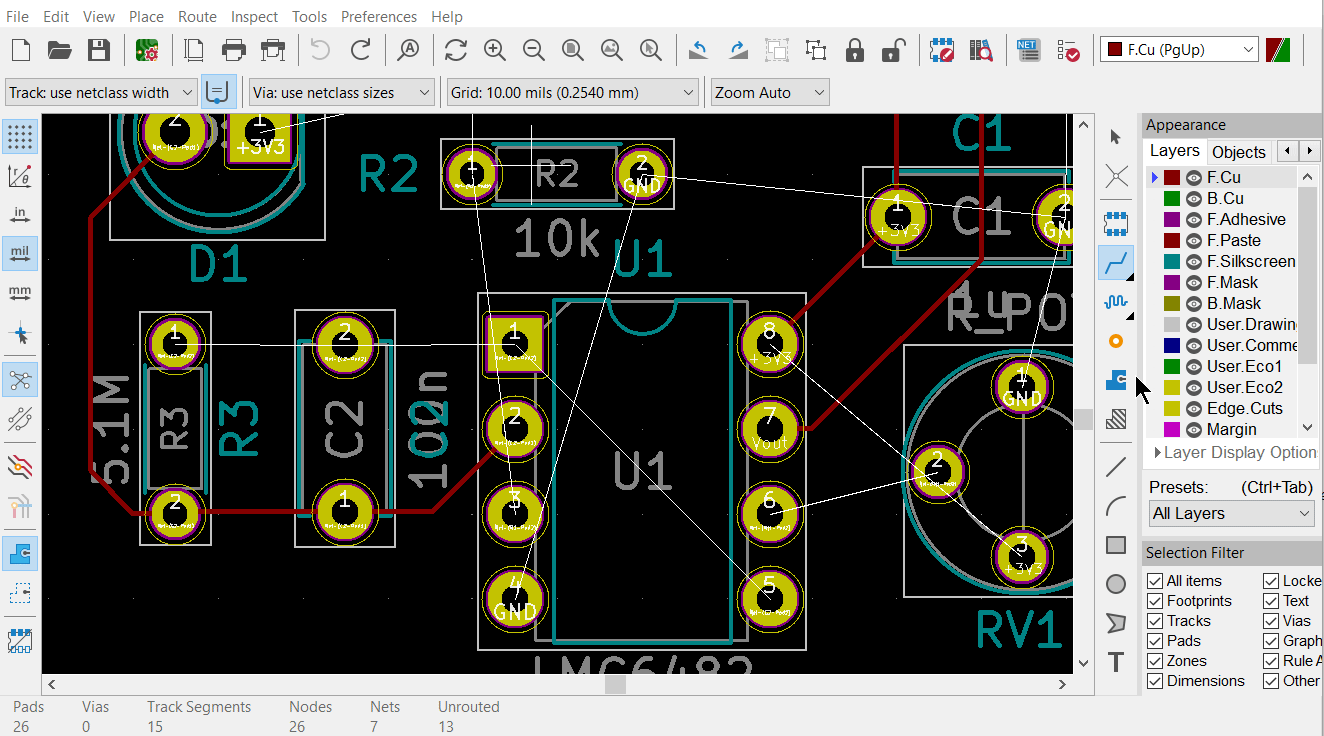 File Edit View Place Route Inspect Tools Preferences Help
F.Cu (PgUp)
NET
Track: use netclass width
Via: use netclass sizes
Grid: 10.00 mils (0.2540 mm)
Zoom Auto
in
mil
mm
2 1
+3V3
D1
R2
1 R2 2
GND
10k
C1
1 C1 2
+3V3
U1
1 8
+3V3
2 7
Vout
3 U1 6
4 5
GND
1
5.1M
R3
R3
2
2
C2
C2
1
1
GND
2
3
+3V3
RV1
Appearance
Layers Objects
F.Cu
B.Cu
F.Adhesive
F.Paste
F.Silkscreen
F.Mask
B.Mask
User.Drawin
User.Comme
User.Eco1
User.Eco2
Edge.Cuts
Margin
Layer Display Option
Presets: (Ctrl+Tab)
All Layers
Selection Filter
All items Locke
Footprints Text
Tracks Vias
Pads Graph
Zones Rule A
Dimensions Other
T
Pads Vias Track Segments Nodes Nets Unrouted
26 0 15 26 7 13